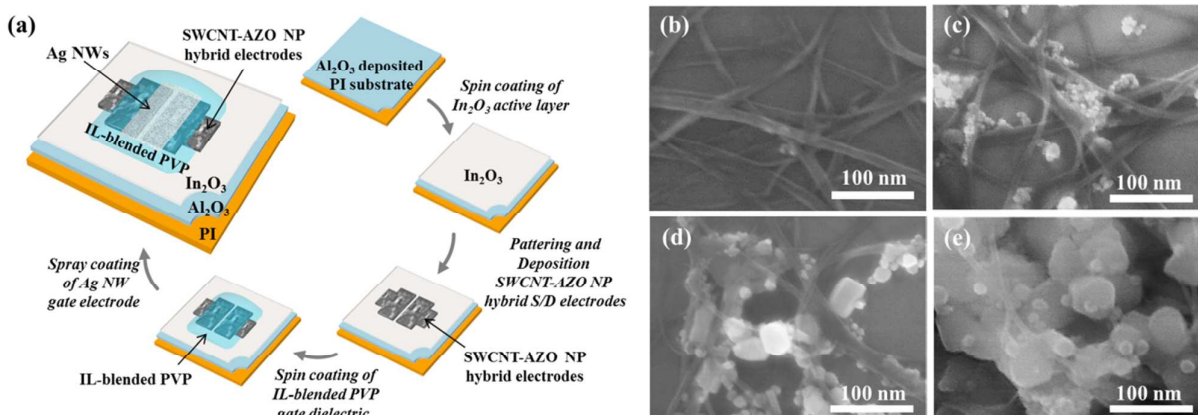 (a)
Ag NWs
SWCNT-AZO NP
hybrid electrodes
IL-blended PVP
In2O3
Al2O3
PI
Al2O3 deposited
PI substrate
Spin coating of
In2O3 active layer
In2O3
Pattering and
Deposition
SWCNT-AZO NP
hybrid S/D electrodes
SWCNT-AZO NP
hybrid electrodes
Spin coating of
IL-blended PVP
gate dielectric
IL-blended PVP
Spray coating
of Ag NW
gate electrode
(b)
100 nm
(c)
100 nm
(d)
100 nm
(e)
100 nm